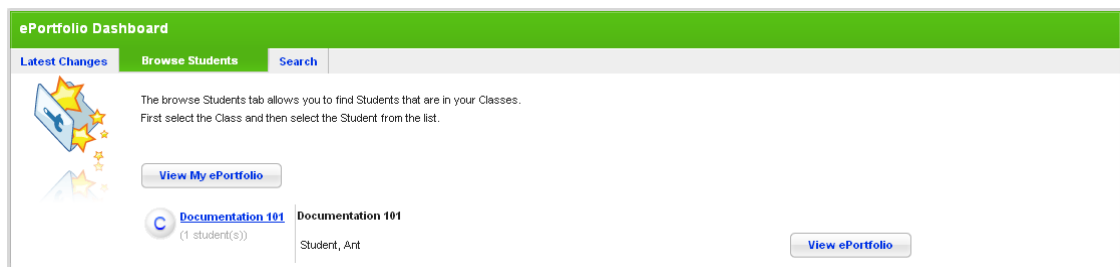 ePortfolio Dashboard
Latest Changes Browse Students Search
The browse Students tab allows you to find Students that are in your Classes.
First select the Class and then select the Student from the list.
View My ePortfolio
C Documentation 101 Documentation 101
(1 student(s))
Student, Ant View ePortfolio